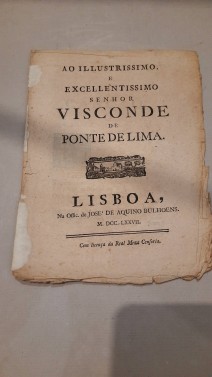 AO ILLUSTRISSIMO,
E
EXCELLENTISSIMO
SENHOR
VISCONDE
DE
PONTE DE LIMA.
LISBOA,
Na Offic. de JOSE' DE AQUINO BULHOENS.
M. DCC. LXXVII.
Com licença da Real Meza Censoria.